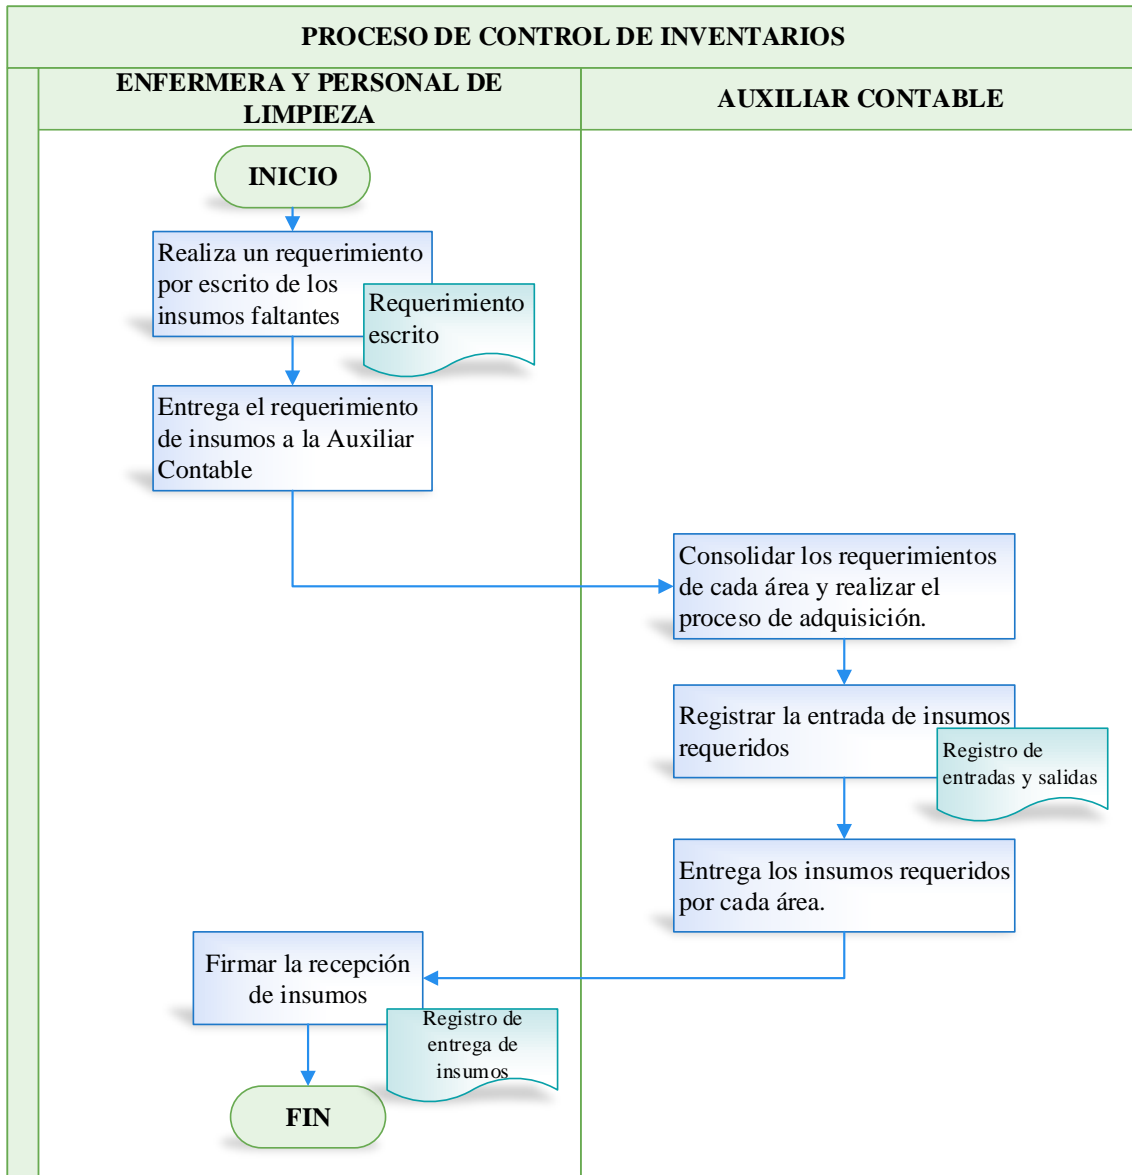 PROCESO DE CONTROL DE INVENTARIOS
ENFERMERA Y PERSONAL DE
LIMPIEZA
AUXILIAR CONTABLE
INICIO
Realiza un requerimiento
por escrito de los
insumos faltantes
Requerimiento
escrito
Entrega el requerimiento
de insumos a la Auxiliar
Contable
Consolidar los requerimientos
de cada área y realizar el
proceso de adquisición.
Registrar la entrada de insumos
requeridos
Registro de
entradas y salidas
Entrega los insumos requeridos
por cada área.
Firmar la recepción
de insumos
Registro de
entrega de
insumos
FIN